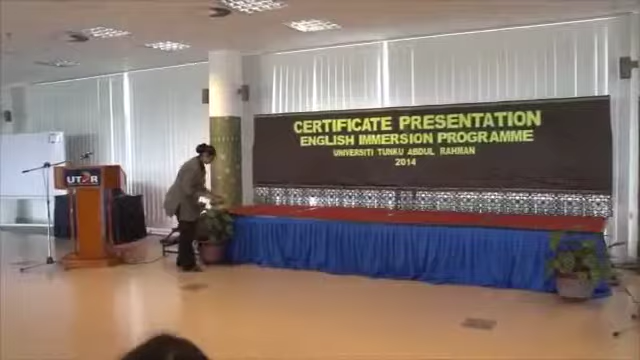 CERTIFICATE PRESENTATION
ENGLISH IMMERSION PROGRAMME
UNIVERSITI TUNKU ABDUL RAHMAN
2014
UTAR